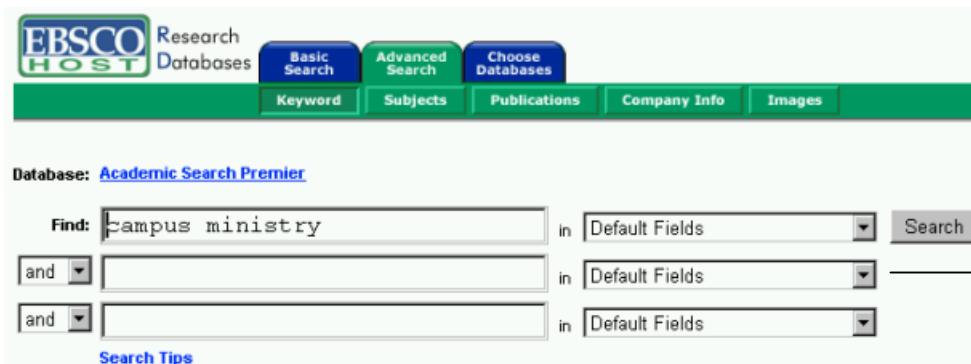 EBSCO HOST Research Databases
Basic Search Advanced Search Choose Databases
Keyword Subjects Publications Company Info Images
Database: Academic Search Premier
Find: campus ministry in Default Fields Search
and in Default Fields
and in Default Fields
Search Tips